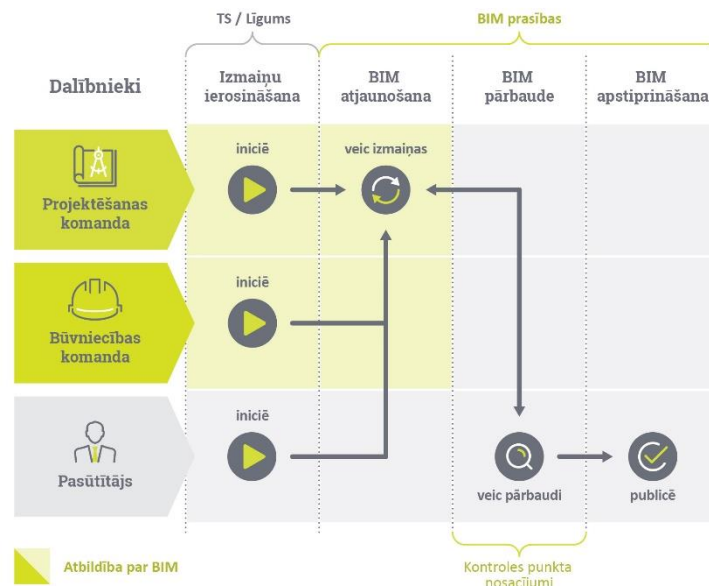 TS / Līgums
BIM prasības
Dalībnieki
Izmaiņu
ierosināšana
BIM
atjaunošana
BIM
pārbaude
BIM
apstiprināšana
iniciē
veic izmaiņas
Projektēšanas
komanda
iniciē
Būvniecības
komanda
iniciē
Pasūtītājs
veic pārbaudi
publicē
Atbildība par BIM
Kontroles punkta
nosacījumi